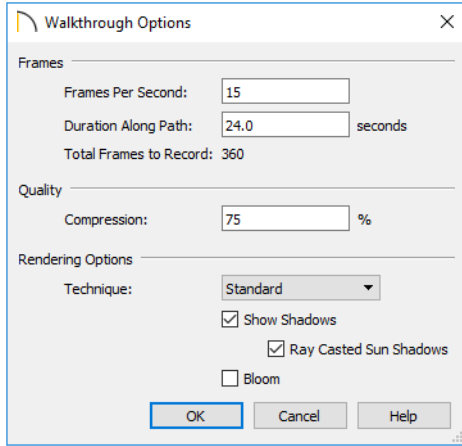 Walkthrough Options
Frames
Frames Per Second: 15
Duration Along Path: 24.0 seconds
Total Frames to Record: 360
Quality
Compression: 75 %
Rendering Options
Technique: Standard
Show Shadows
Ray Casted Sun Shadows
Bloom
OK Cancel Help